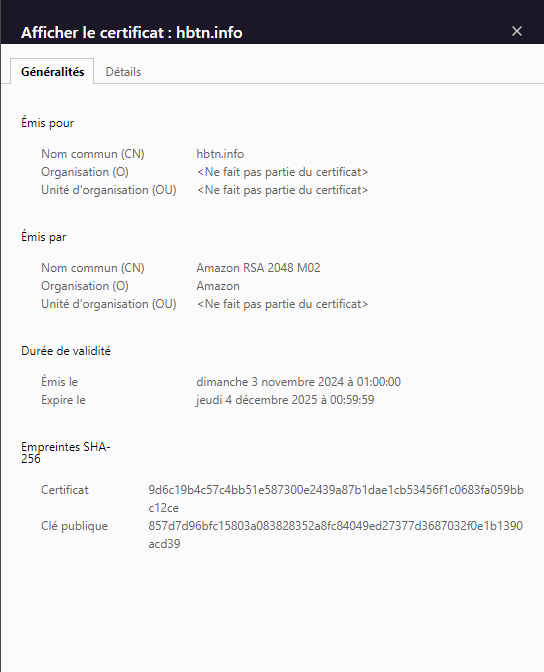 Afficher le certificat : hbtn.info
Généralités Détails
Émis pour
Nom commun (CN) hbtn.info
Organisation (O) <Ne fait pas partie du certificat>
Unité d'organisation (OU) <Ne fait pas partie du certificat>
Émis par
Nom commun (CN) Amazon RSA 2048 M02
Organisation (O) Amazon
Unité d'organisation (OU) <Ne fait pas partie du certificat>
Durée de validité
Émis le dimanche 3 novembre 2024 à 01:00:00
Expire le jeudi 4 décembre 2025 à 00:59:59
Empreintes SHA-
256
Certificat 9d6c19b4c57c4bb51e587300e2439a87b1dae1cb53456f1c0683fa059bb
c12ce
Clé publique 857d7d96bfc15803a083828352a8fc84049ed27377d3687032f0e1b1390
acd39